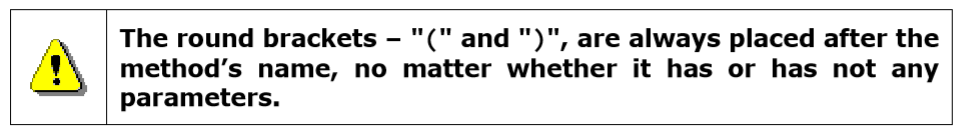 The round brackets – "(" and ")", are always placed after the
method’s name, no matter whether it has or has not any
parameters.